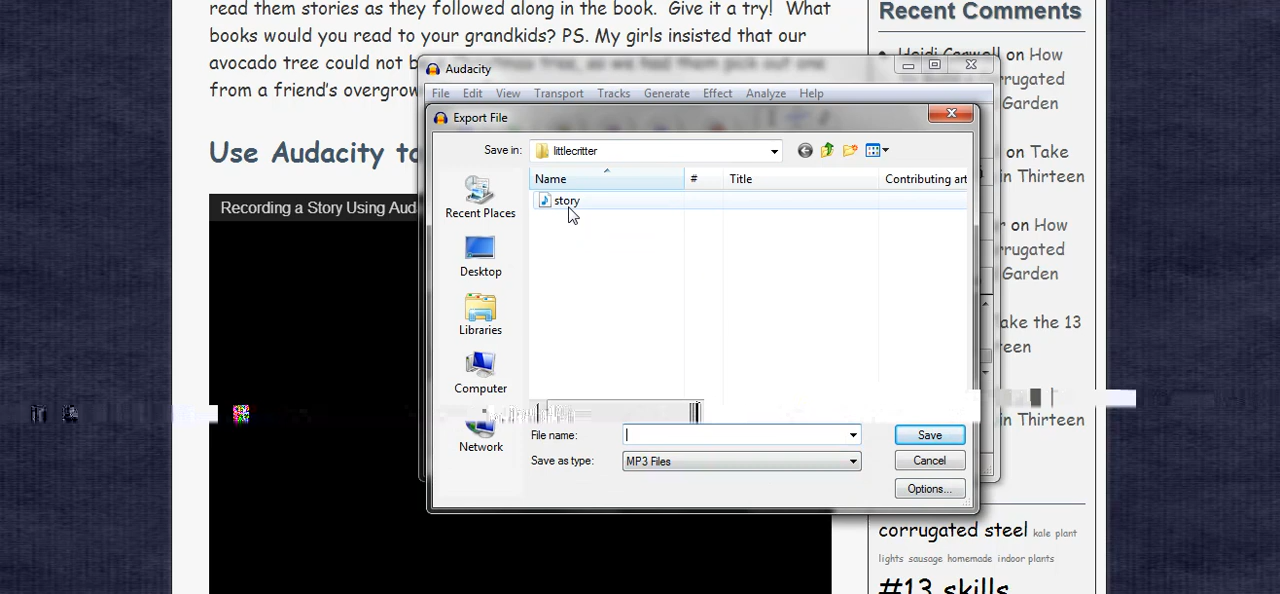 read them stories as they followed along in the book. Give it a try! What
books would you read to your grandkids? PS. My girls insisted that our
avocado tree could not
from a friend's overgrow
Use Audacity to
Recording a Story Using Aud
Audacity
File Edit View Transport Tracks Generate Effect Analyze Help
Export File
Save in: littlecritter
Name # Title Contributing art
story
Recent Places
Desktop
Libraries
Computer
Network
File name: Save
Save as type: MP3 Files Cancel
Options...
Recent Comments
on How
corrugated
Garden
on Take
in Thirteen
on How
Garden
ake the 13
in Thirteen
corrugated steel kale plant
lights sausage homemade indoor plants
#13 skills